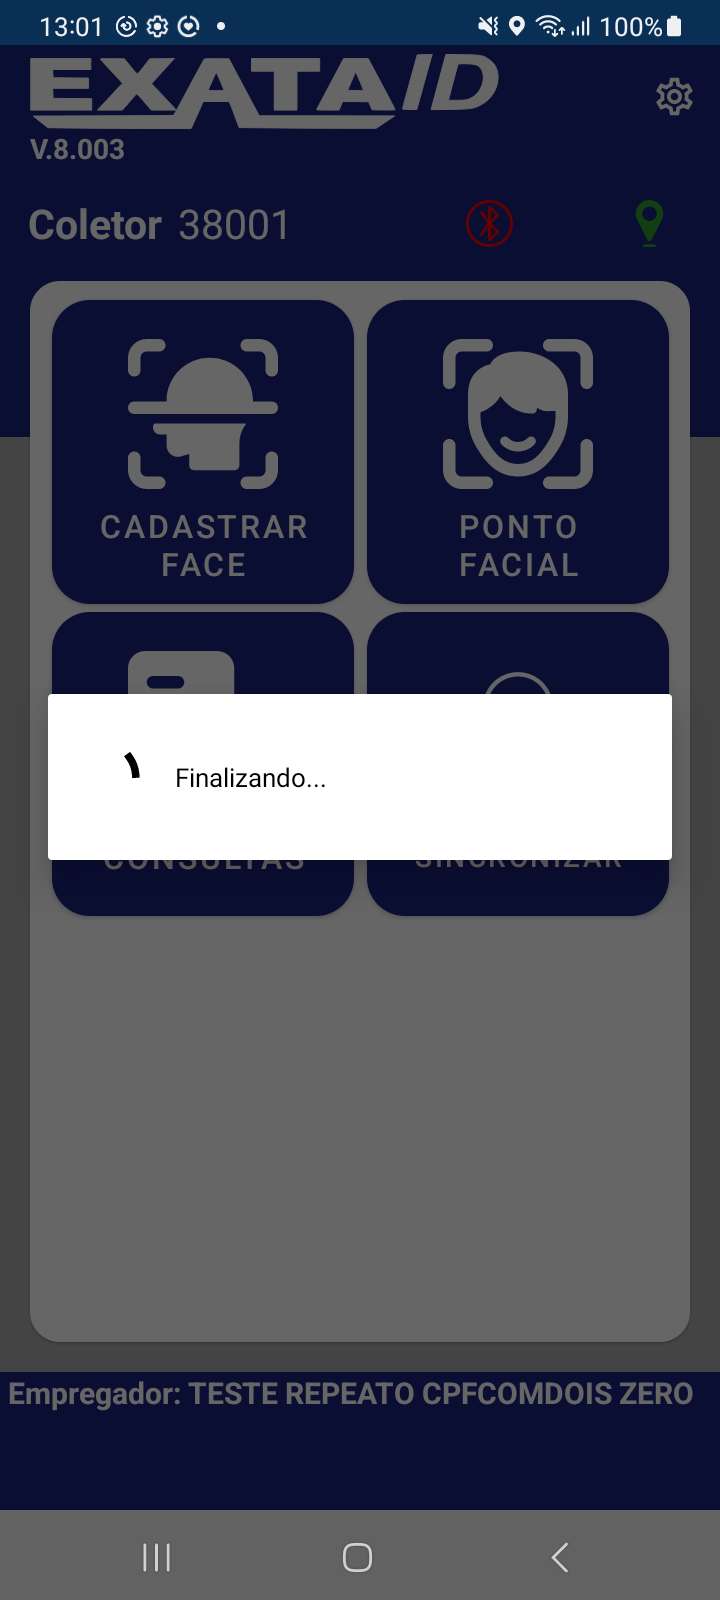 13:01 100%
EXATA ID
V.8.003
Coletor 38001
CADASTRAR
FACE
PONTO
FACIAL
Finalizando...
CONSULTAS
SINCRONIZAR
Empregador: TESTE REPEATO CPFCOMDOIS ZERO